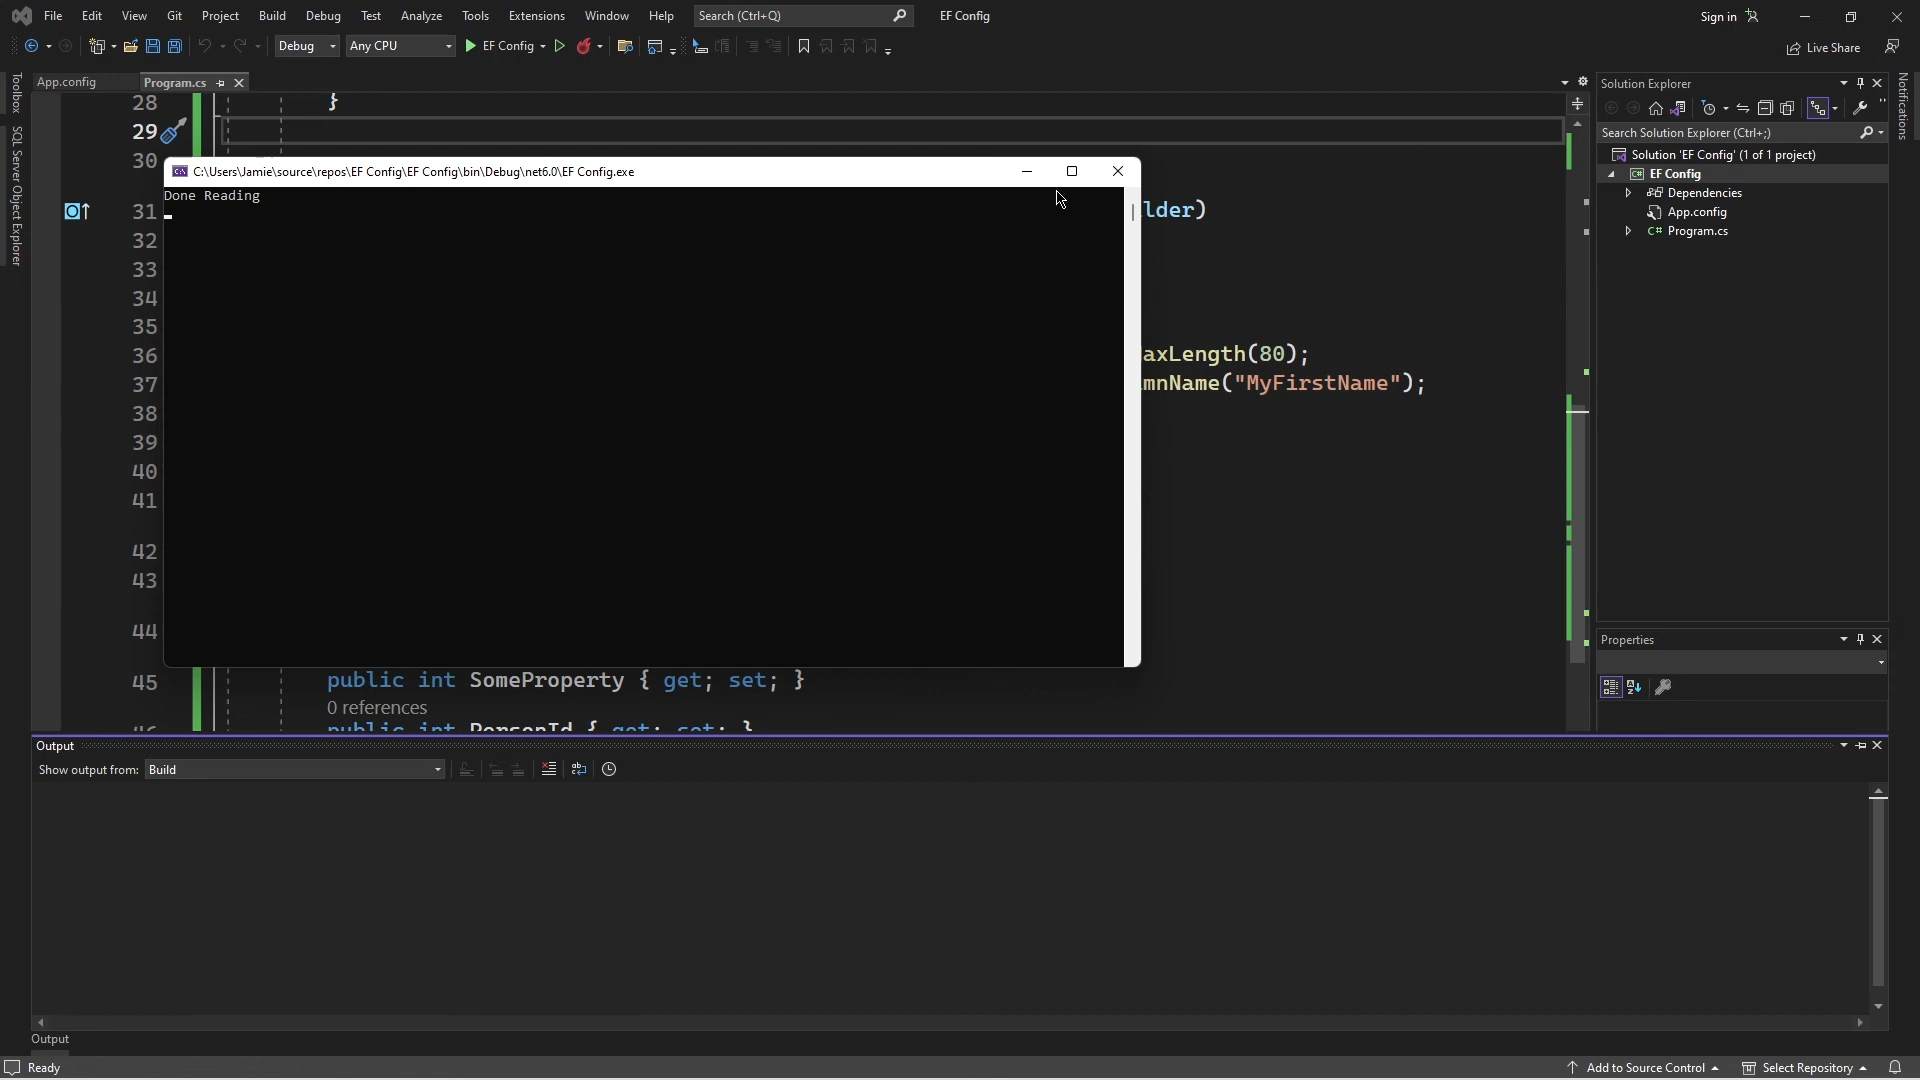 File Edit View Git Project Build Debug Test Analyze Tools Extensions Window Help Search (Ctrl+Q) EF Config Sign in
Debug Any CPU EF Config Live Share
App.config Program.cs
Toolbox
SQL Server Object Explorer
28 }
29
30
C:\Users\Jamie\source\repos\EF Config\EF Config\bin\Debug\net6.0\EF Config.exe
Done Reading
31 lder)
32
33
34
35
36 axLength(80);
37 mnName("MyFirstName");
38
39
40
41
42
43
44
45 public int SomeProperty { get; set; }
0 references
46 public int PersonId { get; set; }
Solution Explorer
Search Solution Explorer (Ctrl+;)
Solution 'EF Config' (1 of 1 project)
EF Config
Dependencies
App.config
C# Program.cs
Notifications
Properties
Output
Show output from: Build
Output
Ready Add to Source Control Select Repository